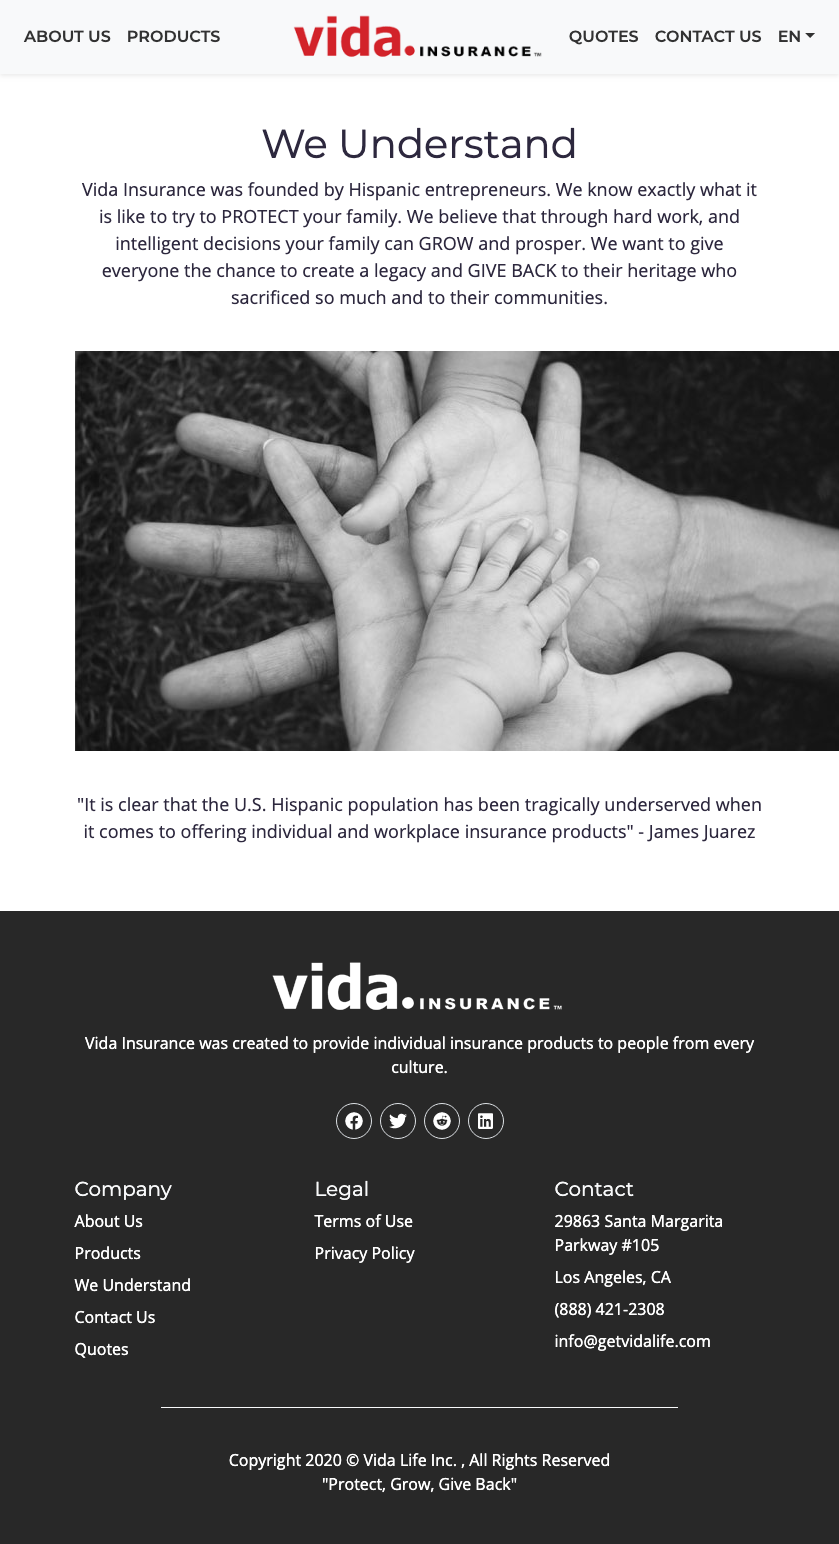 ABOUT US PRODUCTS vida.INSURANCE™ QUOTES CONTACT US EN
We Understand
Vida Insurance was founded by Hispanic entrepreneurs. We know exactly what it
is like to try to PROTECT your family. We believe that through hard work, and
intelligent decisions your family can GROW and prosper. We want to give
everyone the chance to create a legacy and GIVE BACK to their heritage who
sacrificed so much and to their communities.
"It is clear that the U.S. Hispanic population has been tragically underserved when
it comes to offering individual and workplace insurance products" - James Juarez
vida.INSURANCE™
Vida Insurance was created to provide individual insurance products to people from every
culture.
Company
About Us
Products
We Understand
Contact Us
Quotes
Legal
Terms of Use
Privacy Policy
Contact
29863 Santa Margarita
Parkway #105
Los Angeles, CA
(888) 421-2308
info@getvidalife.com
Copyright 2020 © Vida Life Inc. , All Rights Reserved
"Protect, Grow, Give Back"